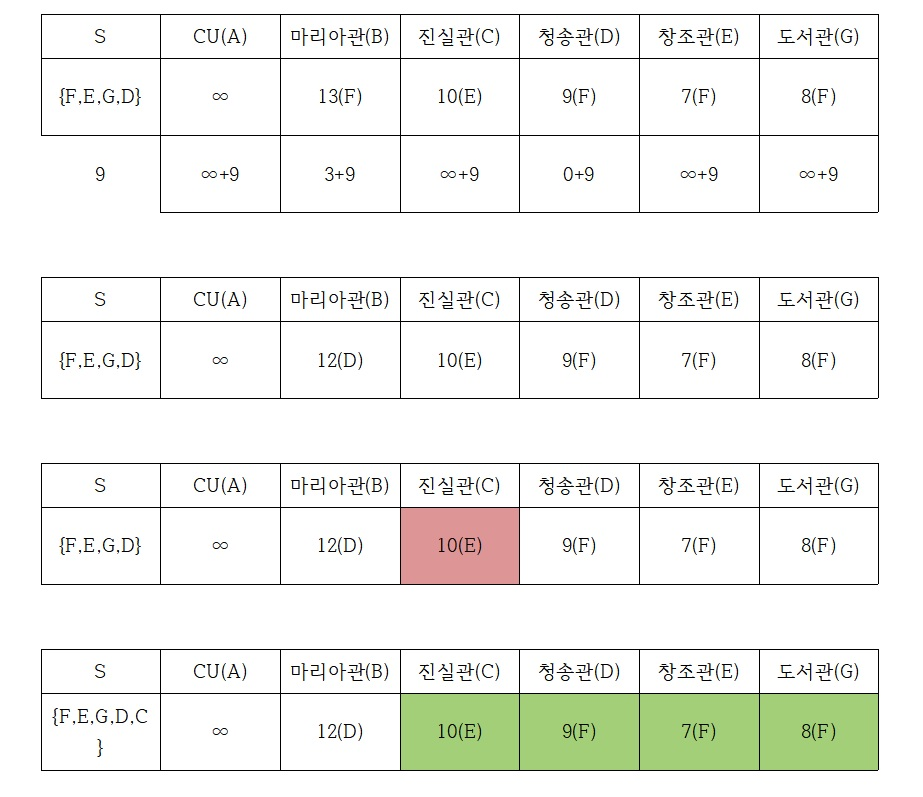 S CU(A) 마리아관(B) 진실관(C) 청송관(D) 창조관(E) 도서관(G)
{F,E,G,D} ∞ 13(F) 10(E) 9(F) 7(F) 8(F)
9 ∞+9 3+9 ∞+9 0+9 ∞+9 ∞+9
S CU(A) 마리아관(B) 진실관(C) 청송관(D) 창조관(E) 도서관(G)
{F,E,G,D} ∞ 12(D) 10(E) 9(F) 7(F) 8(F)
S CU(A) 마리아관(B) 진실관(C) 청송관(D) 창조관(E) 도서관(G)
{F,E,G,D} ∞ 12(D) 10(E) 9(F) 7(F) 8(F)
S CU(A) 마리아관(B) 진실관(C) 청송관(D) 창조관(E) 도서관(G)
{F,E,G,D,C
} ∞ 12(D) 10(E) 9(F) 7(F) 8(F)